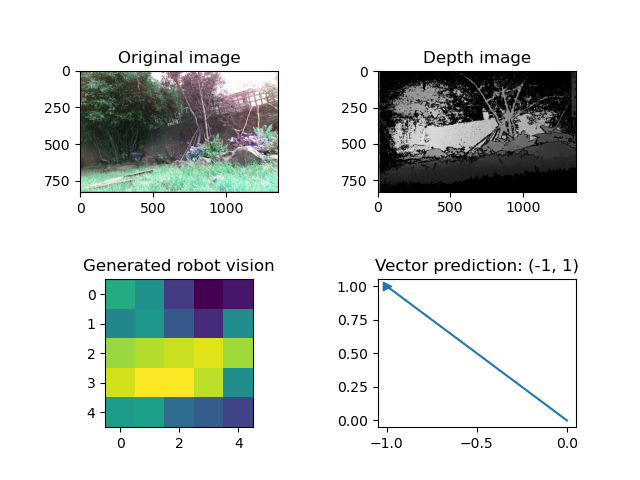 Original image
0
250
500
750
0 500 1000
Depth image
0
250
500
750
0 500 1000
Generated robot vision
0
1
2
3
4
0 2 4
Vector prediction: (-1, 1)
1.00
0.75
0.50
0.25
0.00
−1.0 −0.5 0.0